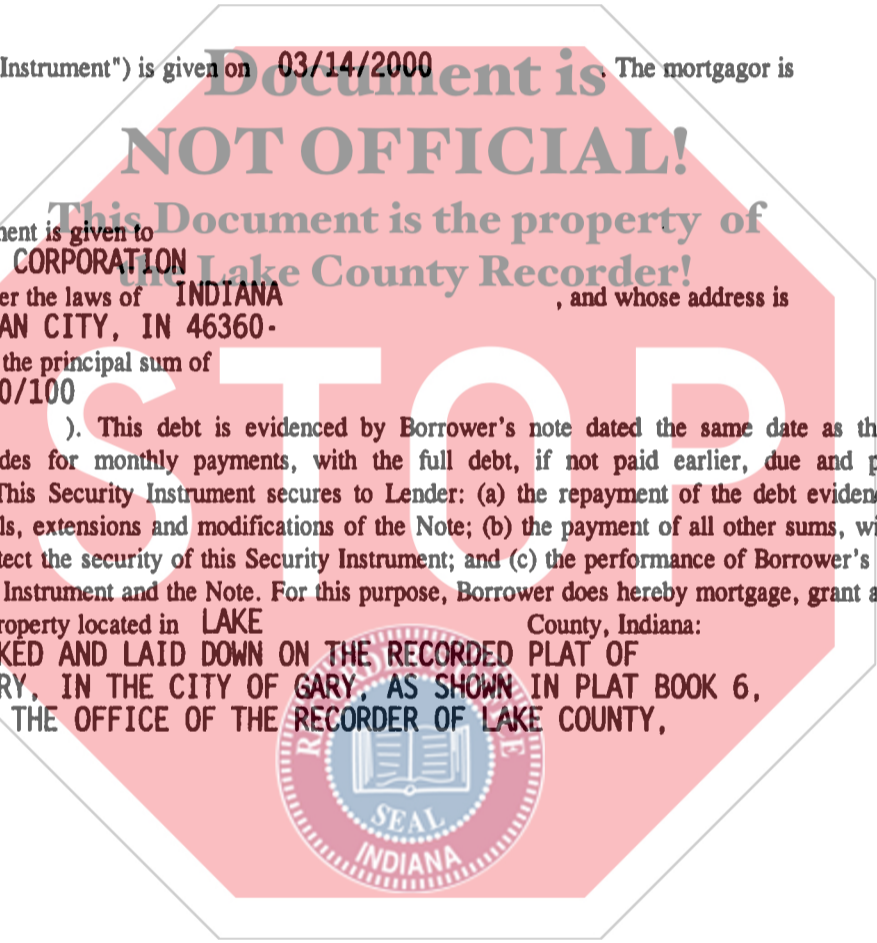 Instrument") is given on 03/14/2000 . The mortgagor is
Document is
NOT OFFICIAL!
This Document is the property of
the Lake County Recorder!
ment is given to
CORPORATION
er the laws of INDIANA , and whose address is
AN CITY, IN 46360-
the principal sum of
0/100
). This debt is evidenced by Borrower's note dated the same date as th
des for monthly payments, with the full debt, if not paid earlier, due and p
This Security Instrument secures to Lender: (a) the repayment of the debt eviden
ls, extensions and modifications of the Note; (b) the payment of all other sums, wi
tect the security of this Security Instrument; and (c) the performance of Borrower's
Instrument and the Note. For this purpose, Borrower does hereby mortgage, grant a
roperty located in LAKE County, Indiana:
KED AND LAID DOWN ON THE RECORDED PLAT OF
RY, IN THE CITY OF GARY, AS SHOWN IN PLAT BOOK 6,
THE OFFICE OF THE RECORDER OF LAKE COUNTY,
STOP
SEAL
INDIANA